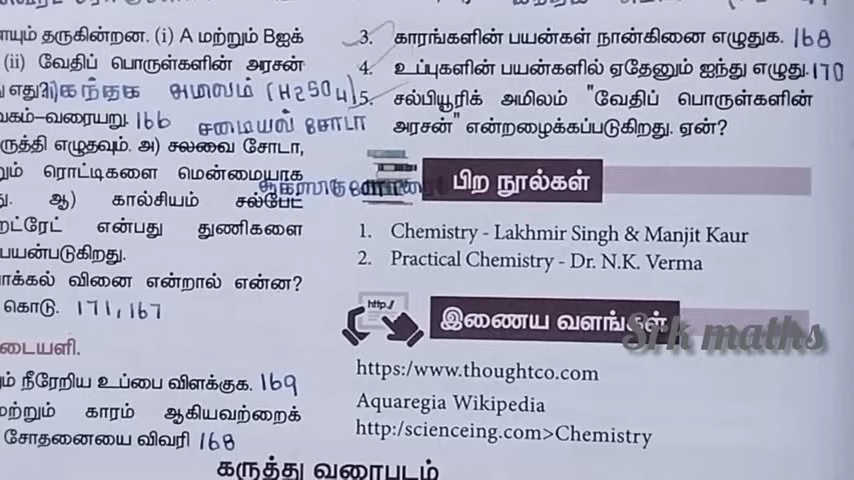 யும் தருகின்றன. (i) A மற்றும் Bஐக்
(ii) வேதிப் பொருள்களின் அரசன்
எது? கந்தக அமிலம் (H2SO4)
வகம்–வரையறு. 166 சமையல் சோடா
ருத்தி எழுதவும். அ) சலவை சோடா,
றும் ரொட்டிகளை மென்மையாக
து. ஆ) கால்சியம் சல்பேட்
றட்ரேட் என்பது துணிகளை
பயன்படுகிறது.
ாக்கல் வினை என்றால் என்ன?
கொடு. 171,167
டையளி.
ும் நீரேறிய உப்பை விளக்குக. 169
மற்றும் காரம் ஆகியவற்றைக்
சோதனையை விவரி 168
3. காரங்களின் பயன்கள் நான்கினை எழுதுக. 168
4. உப்புகளின் பயன்களில் ஏதேனும் ஐந்து எழுது. 170
5. சல்பியூரிக் அமிலம் "வேதிப் பொருள்களின்
அரசன்" என்றழைக்கப்படுகிறது. ஏன்?
பிற நூல்கள்
1. Chemistry - Lakhmir Singh & Manjit Kaur
2. Practical Chemistry - Dr. N.K. Verma
http://
இணைய வளங்கள்
Srk maths
https:/www.thoughtco.com
Aquaregia Wikipedia
http:/scienceing.com>Chemistry
கருத்து வரைபடம்